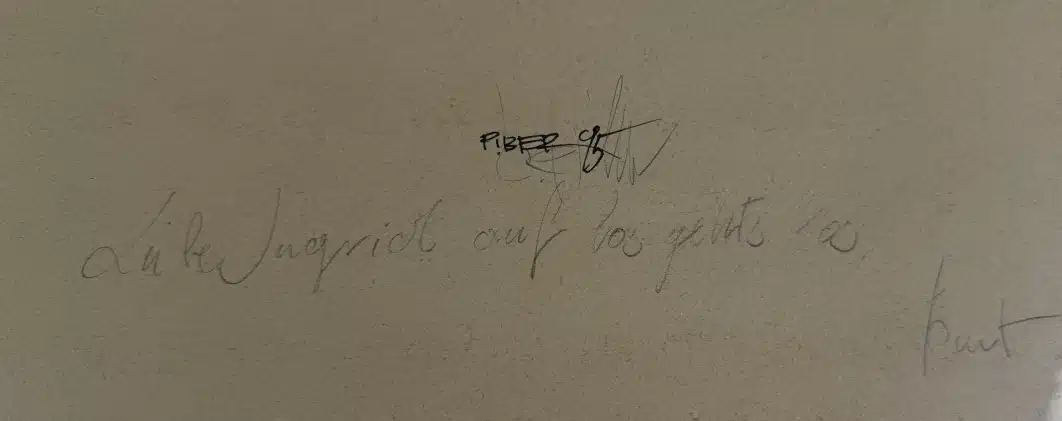 PIBER 95
Liebe Ingrid auf los gehts los,
Kurt